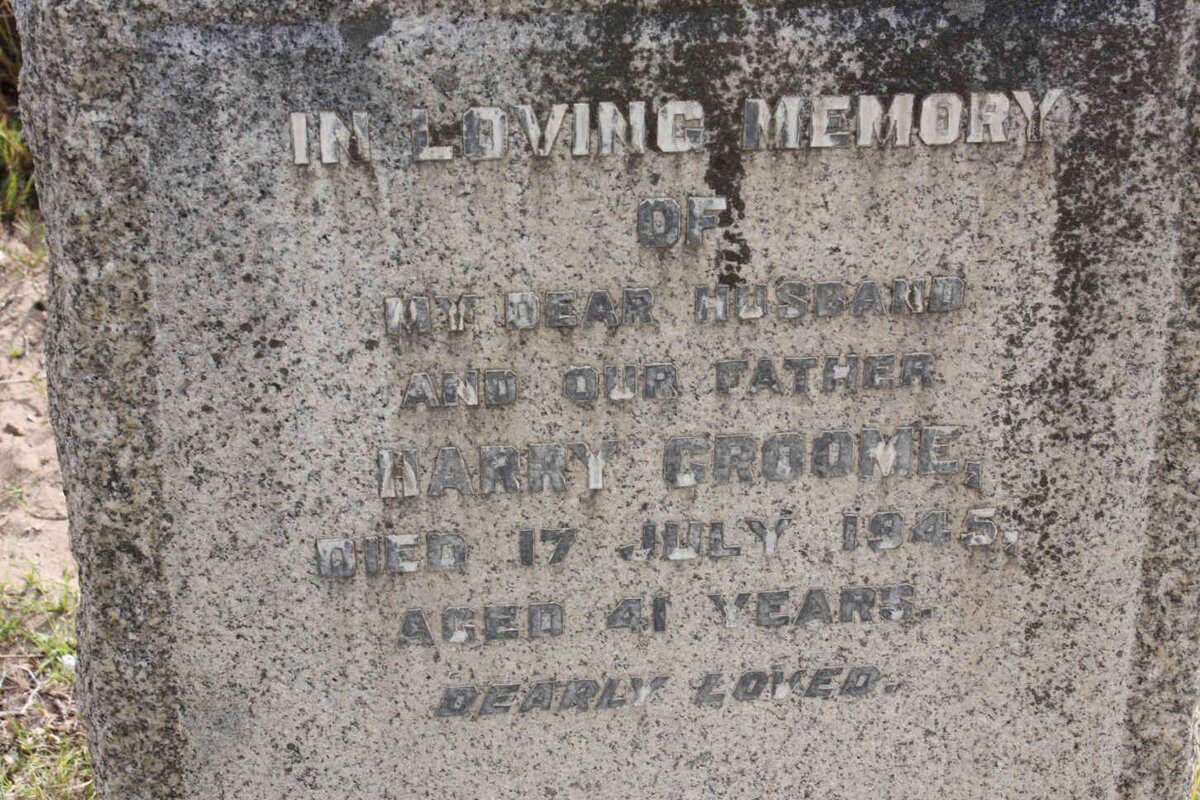 IN LOVING MEMORY
OF
MY DEAR HUSBAND
AND OUR FATHER
HARRY GROOME,
DIED 17 JULY 1945,
AGED 41 YEARS.
DEARLY LOVED.